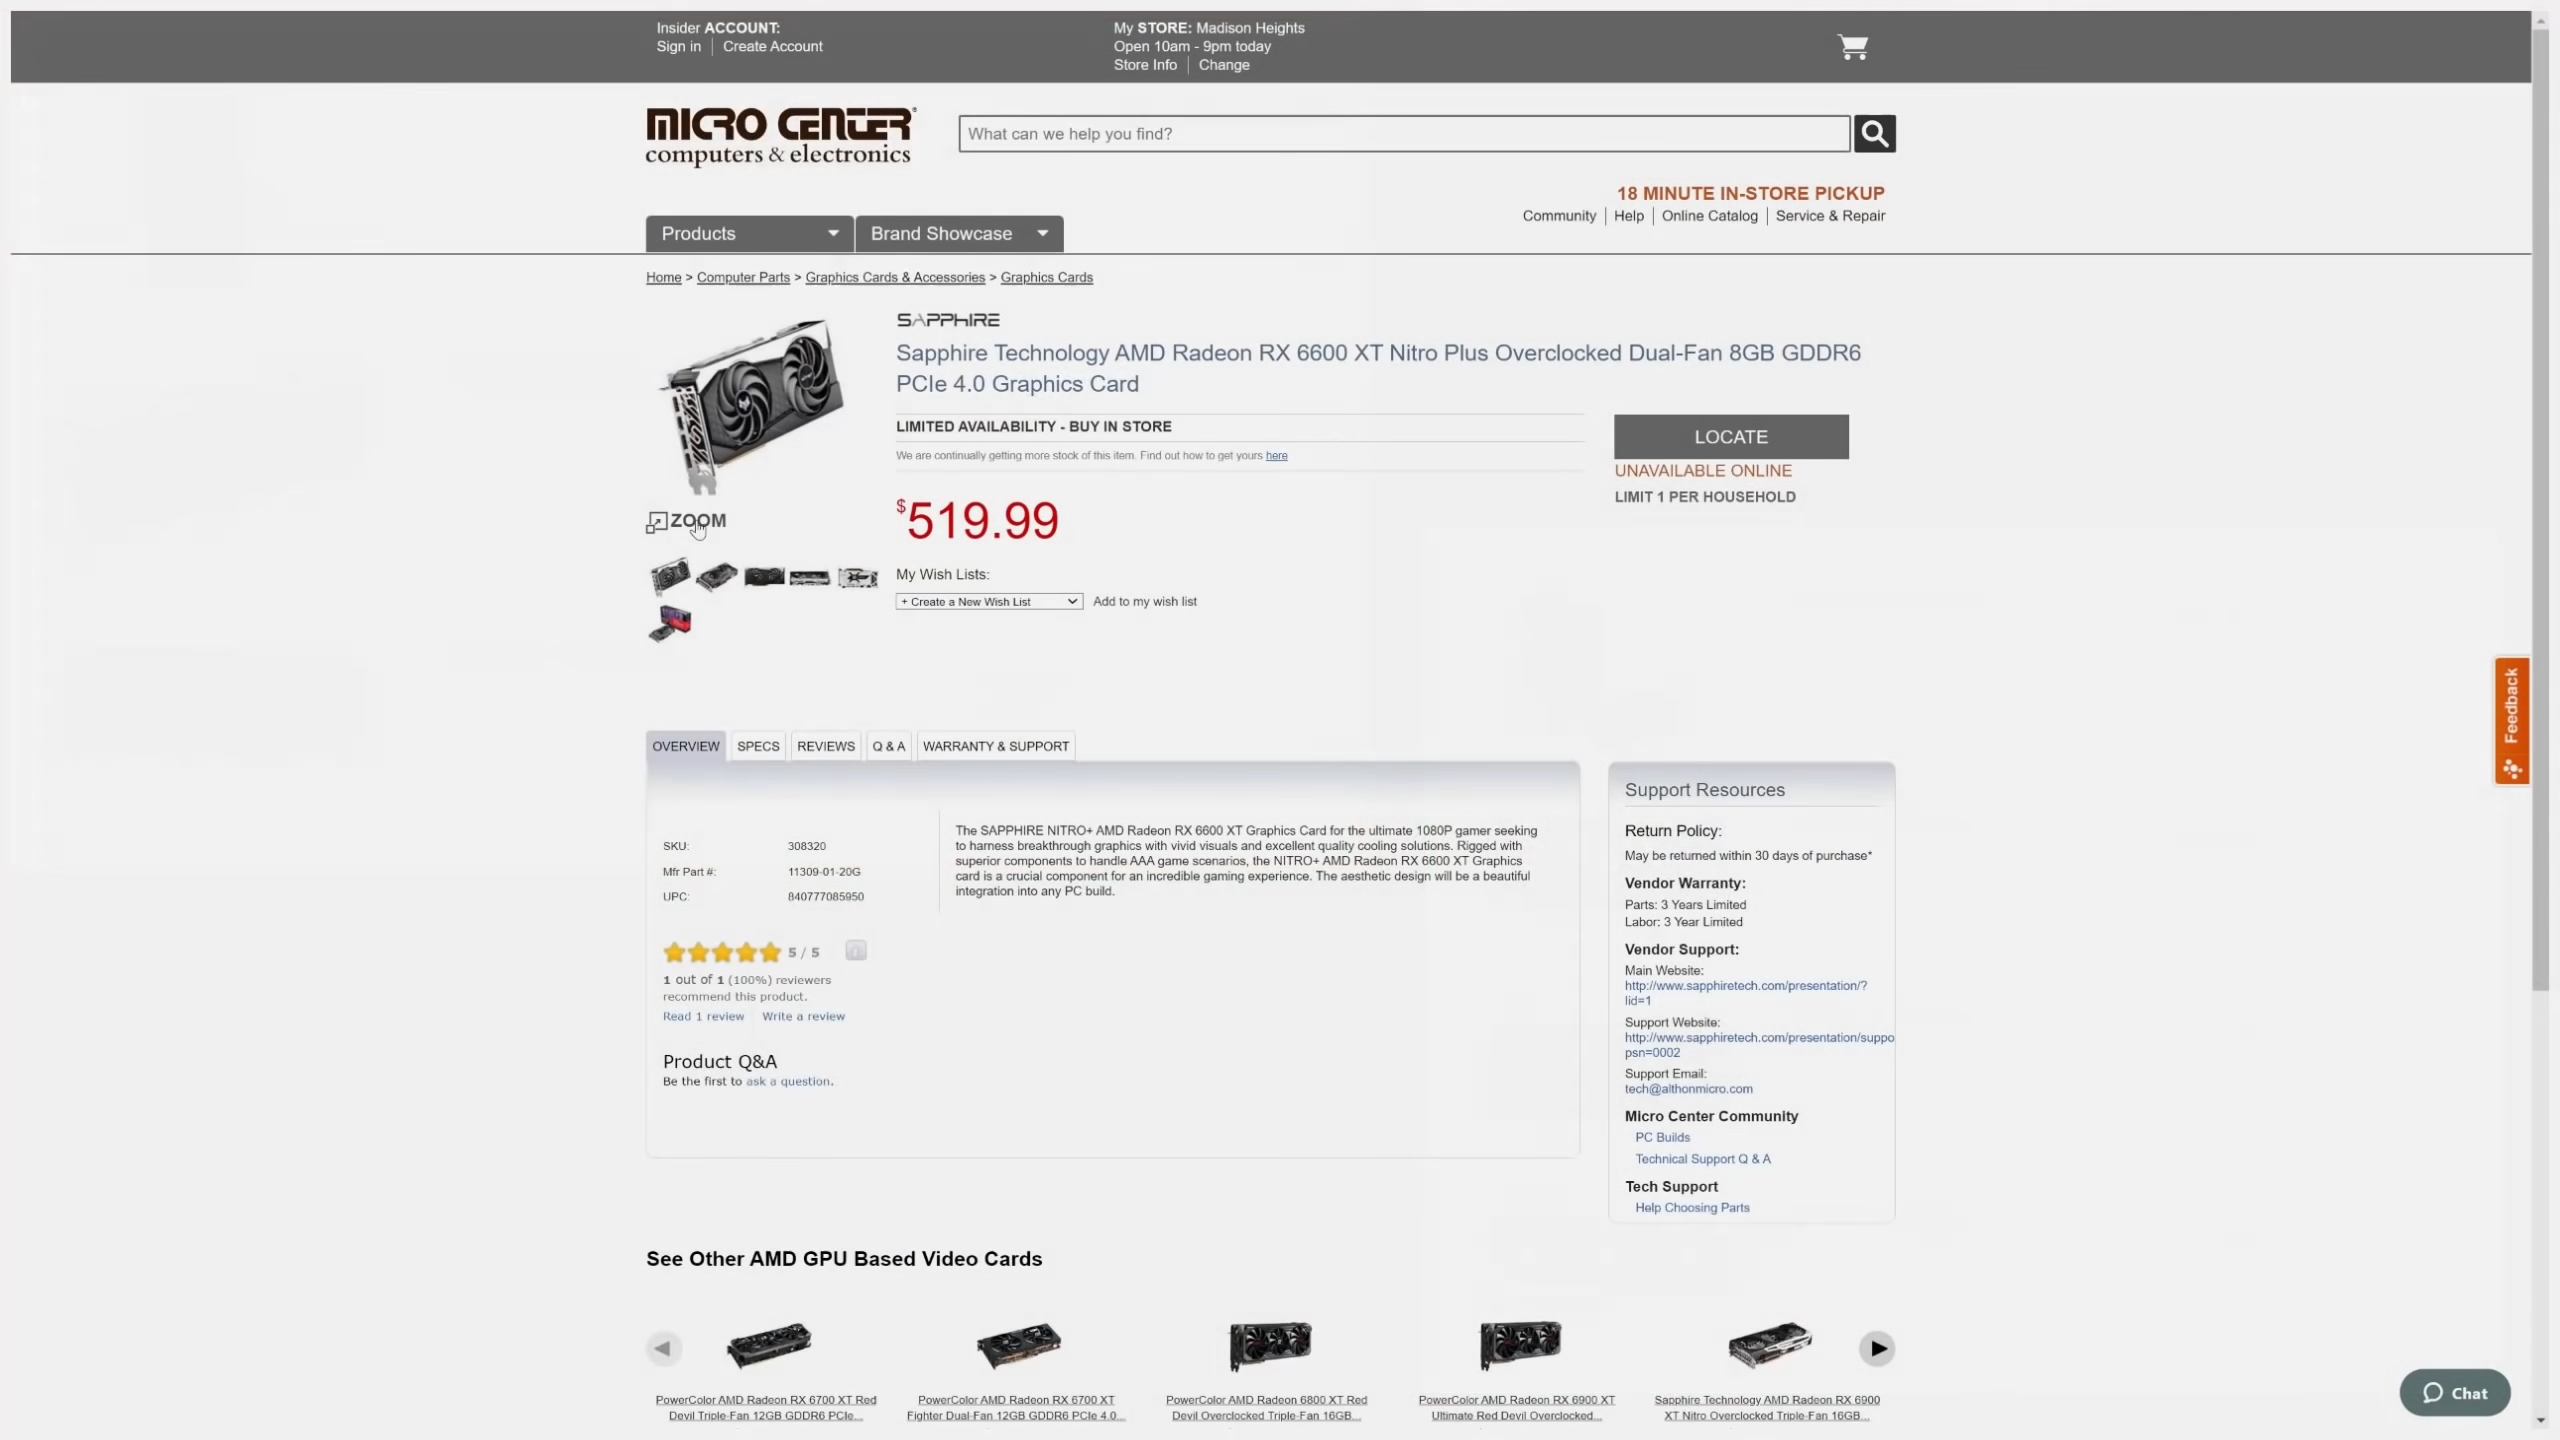 Insider ACCOUNT:
Sign in | Create Account
My STORE: Madison Heights
Open 10am - 9pm today
Store Info | Change
MICRO CENTER
computers & electronics
What can we help you find?
18 MINUTE IN-STORE PICKUP
Community | Help | Online Catalog | Service & Repair
Products
Brand Showcase
Home > Computer Parts > Graphics Cards & Accessories > Graphics Cards
SAPPHIRE
Sapphire Technology AMD Radeon RX 6600 XT Nitro Plus Overclocked Dual-Fan 8GB GDDR6
PCIe 4.0 Graphics Card
LIMITED AVAILABILITY - BUY IN STORE
We are continually getting more stock of this item. Find out how to get yours here
LOCATE
UNAVAILABLE ONLINE
LIMIT 1 PER HOUSEHOLD
$519.99
ZOOM
My Wish Lists:
+ Create a New Wish List
Add to my wish list
Feedback
OVERVIEW
SPECS
REVIEWS
Q & A
WARRANTY & SUPPORT
SKU: 308320
Mfr Part #: 11309-01-20G
UPC: 840777085950
The SAPPHIRE NITRO+ AMD Radeon RX 6600 XT Graphics Card for the ultimate 1080P gamer seeking
to harness breakthrough graphics with vivid visuals and excellent quality cooling solutions. Rigged with
superior components to handle AAA game scenarios, the NITRO+ AMD Radeon RX 6600 XT Graphics
card is a crucial component for an incredible gaming experience. The aesthetic design will be a beautiful
integration into any PC build.
5 / 5
1 out of 1 (100%) reviewers
recommend this product.
Read 1 review
Write a review
Product Q&A
Be the first to ask a question.
Support Resources
Return Policy:
May be returned within 30 days of purchase*
Vendor Warranty:
Parts: 3 Years Limited
Labor: 3 Year Limited
Vendor Support:
Main Website:
http://www.sapphiretech.com/presentation/?
lid=1
Support Website:
http://www.sapphiretech.com/presentation/suppo
psn=0002
Support Email:
tech@althonmicro.com
Micro Center Community
PC Builds
Technical Support Q & A
Tech Support
Help Choosing Parts
See Other AMD GPU Based Video Cards
PowerColor AMD Radeon RX 6700 XT Red
Devil Triple-Fan 12GB GDDR6 PCIe...
PowerColor AMD Radeon RX 6700 XT
Fighter Dual-Fan 12GB GDDR6 PCIe 4.0...
PowerColor AMD Radeon 6800 XT Red
Devil Overclocked Triple-Fan 16GB...
PowerColor AMD Radeon RX 6900 XT
Ultimate Red Devil Overclocked...
Sapphire Technology AMD Radeon RX 6900
XT Nitro Overclocked Triple-Fan 16GB...
Chat